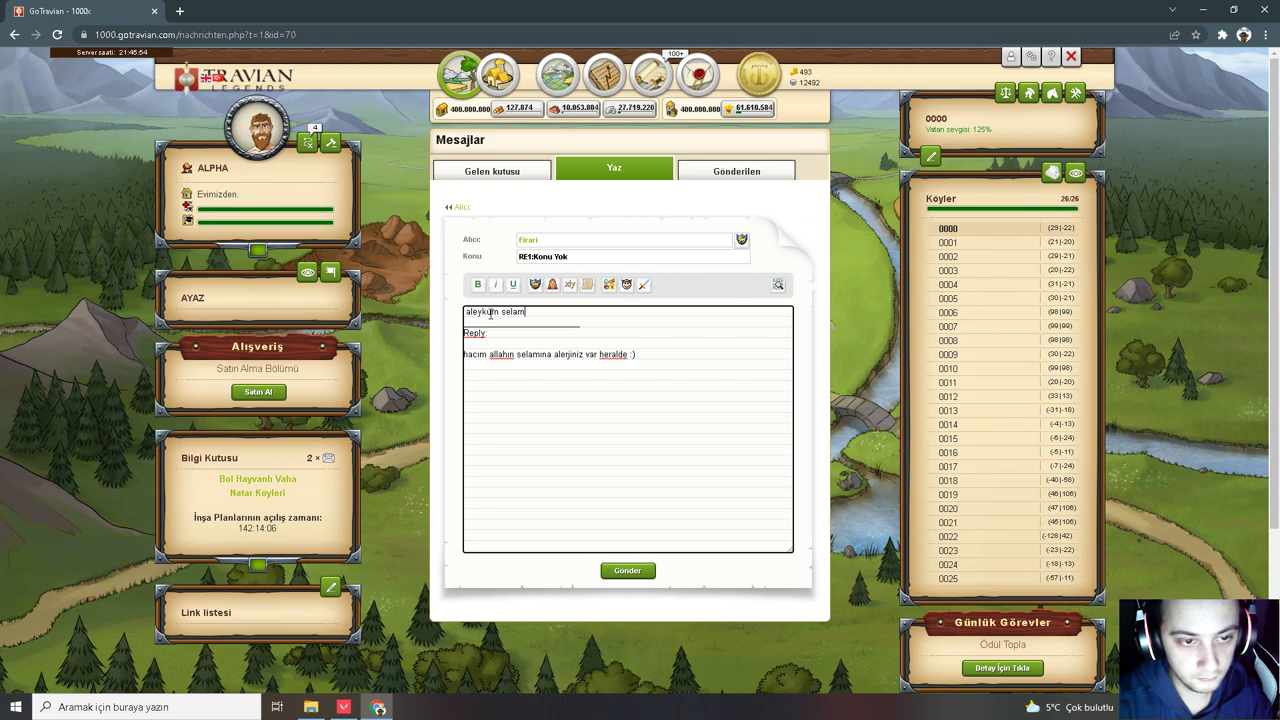 GoTravian - 1000x
1000.gotravian.com/nachrichten.php?t=1&id=70
Server saati: 21:45:54
TRAVIAN
LEGENDS
100+
493
12492
400.000.000
127.874
10.053.804
27.719.220
400.000.000
61.610.584
4
ALPHA
Evimizden.
AYAZ
Alışveriş
Satın Alma Bölümü
Satın Al
Bilgi Kutusu
2 ×
Bol Hayvanlı Vaha
Natar Köyleri
İnşa Planlarının açılış zamanı:
142:14:06
Link listesi
Mesajlar
Gelen kutusu
Yaz
Gönderilen
Alıcı:
Alıcı:
Firari
Konu
RE1:Konu Yok
B i U
aleyküm selam
Reply:
hacım allahın selamına alerjiniz var heralde :)
Gönder
0000
Vatan sevgisi: 125%
Köyler 26/26
0000 (29|-22)
0001 (21|-20)
0002 (29|-21)
0003 (20|-22)
0004 (31|-21)
0005 (30|-21)
0006 (98|99)
0007 (99|99)
0008 (98|98)
0009 (30|-22)
0010 (99|98)
0011 (20|-20)
0012 (33|13)
0013 (-31|-18)
0014 (-4|-13)
0015 (-6|-24)
0016 (-5|-11)
0017 (-7|-24)
0018 (-40|-58)
0019 (46|106)
0020 (47|106)
0021 (45|106)
0022 (-128|42)
0023 (-23|-22)
0024 (-18|-13)
0025 (-57|-11)
Günlük Görevler
Ödül Topla
Detay İçin Tıkla
Aramak için buraya yazın
5°C Çok bulutlu